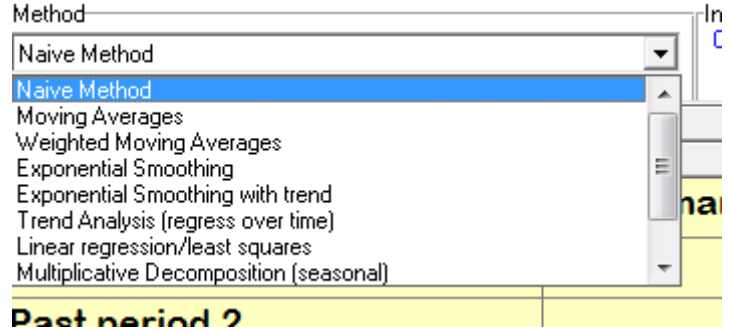 Method
Naive Method
Naive Method
Moving Averages
Weighted Moving Averages
Exponential Smoothing
Exponential Smoothing with trend
Trend Analysis (regress over time)
Linear regression/least squares
Multiplicative Decomposition (seasonal)
Past period 2